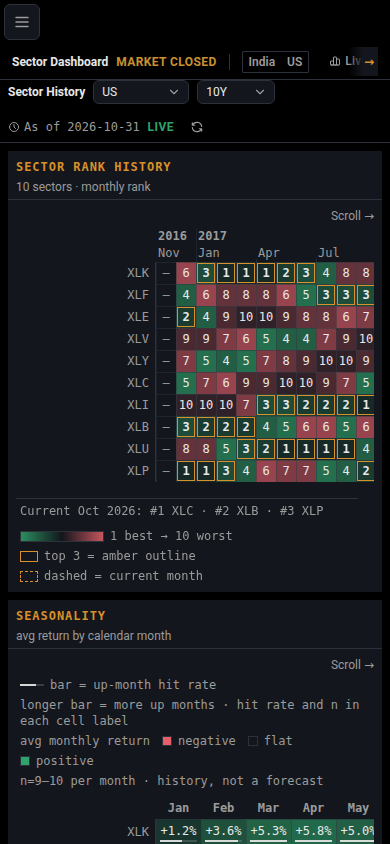 Sector Dashboard MARKET CLOSED India US Liv →
Sector History US 10Y
As of 2026-10-31 LIVE
SECTOR RANK HISTORY
10 sectors · monthly rank
Scroll →
2016 2017
Nov Jan Apr Jul
XLK — 6 3 1 1 1 2 3 4 8 8
XLF — 4 6 8 8 8 6 5 3 3 3
XLE — 2 4 9 10 10 9 8 8 6 7
XLV — 9 9 7 6 5 4 4 7 9 10
XLY — 7 5 4 5 7 8 9 10 10 9
XLC — 5 7 6 9 9 10 10 9 7 5
XLI — 10 10 10 7 3 3 2 2 2 1
XLB — 3 2 2 2 4 5 6 6 5 6
XLU — 8 8 5 3 2 1 1 1 1 4
XLP — 1 1 3 4 6 7 7 5 4 2
Current Oct 2026: #1 XLC · #2 XLB · #3 XLP
1 best → 10 worst
top 3 = amber outline
dashed = current month
SEASONALITY
avg return by calendar month
Scroll →
bar = up-month hit rate
longer bar = more up months · hit rate and n in
each cell label
avg monthly return negative flat
positive
n=9–10 per month · history, not a forecast
Jan Feb Mar Apr May
XLK +1.2% +3.6% +5.3% +5.8% +5.0%